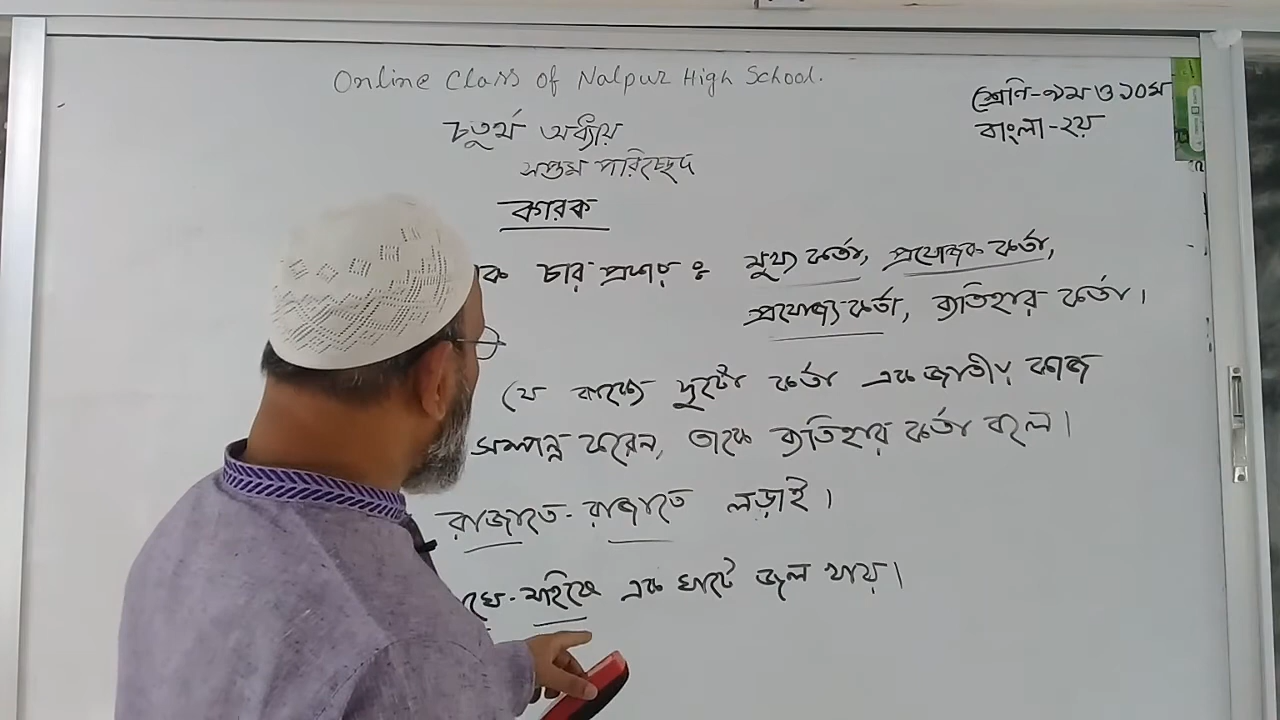 Online Class of Nalpur High School.
শ্রেণি-৯ম ও ১০ম
বাংলা-২য়
চতুর্থ অধ্যায়
সপ্তম পরিচ্ছেদ
কারক
চার প্রকার ঃ মুখ্য কর্তা, প্রযোজক কর্তা,
প্রযোজ্য কর্তা, ব্যতিহার কর্তা।
যে বাক্যে দুটো কর্তা এক জাতীয় কাজ
সম্পন্ন করেন, তাকে ব্যতিহার কর্তা বলে।
রাজাতে-রাজাতে লড়াই।
মহিষে এক ঘাটে জল খায়।